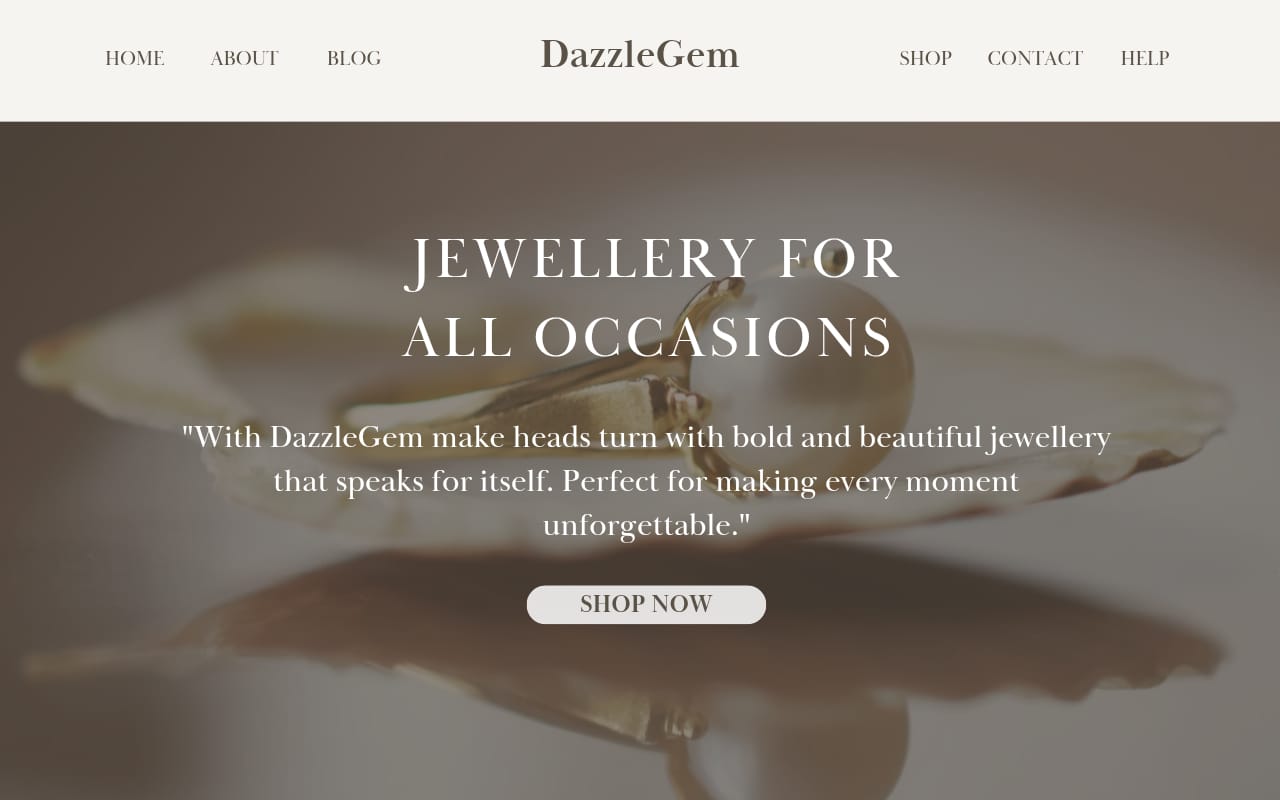 HOME ABOUT BLOG DazzleGem SHOP CONTACT HELP
JEWELLERY FOR
ALL OCCASIONS
"With DazzleGem make heads turn with bold and beautiful jewellery
that speaks for itself. Perfect for making every moment
unforgettable."
SHOP NOW